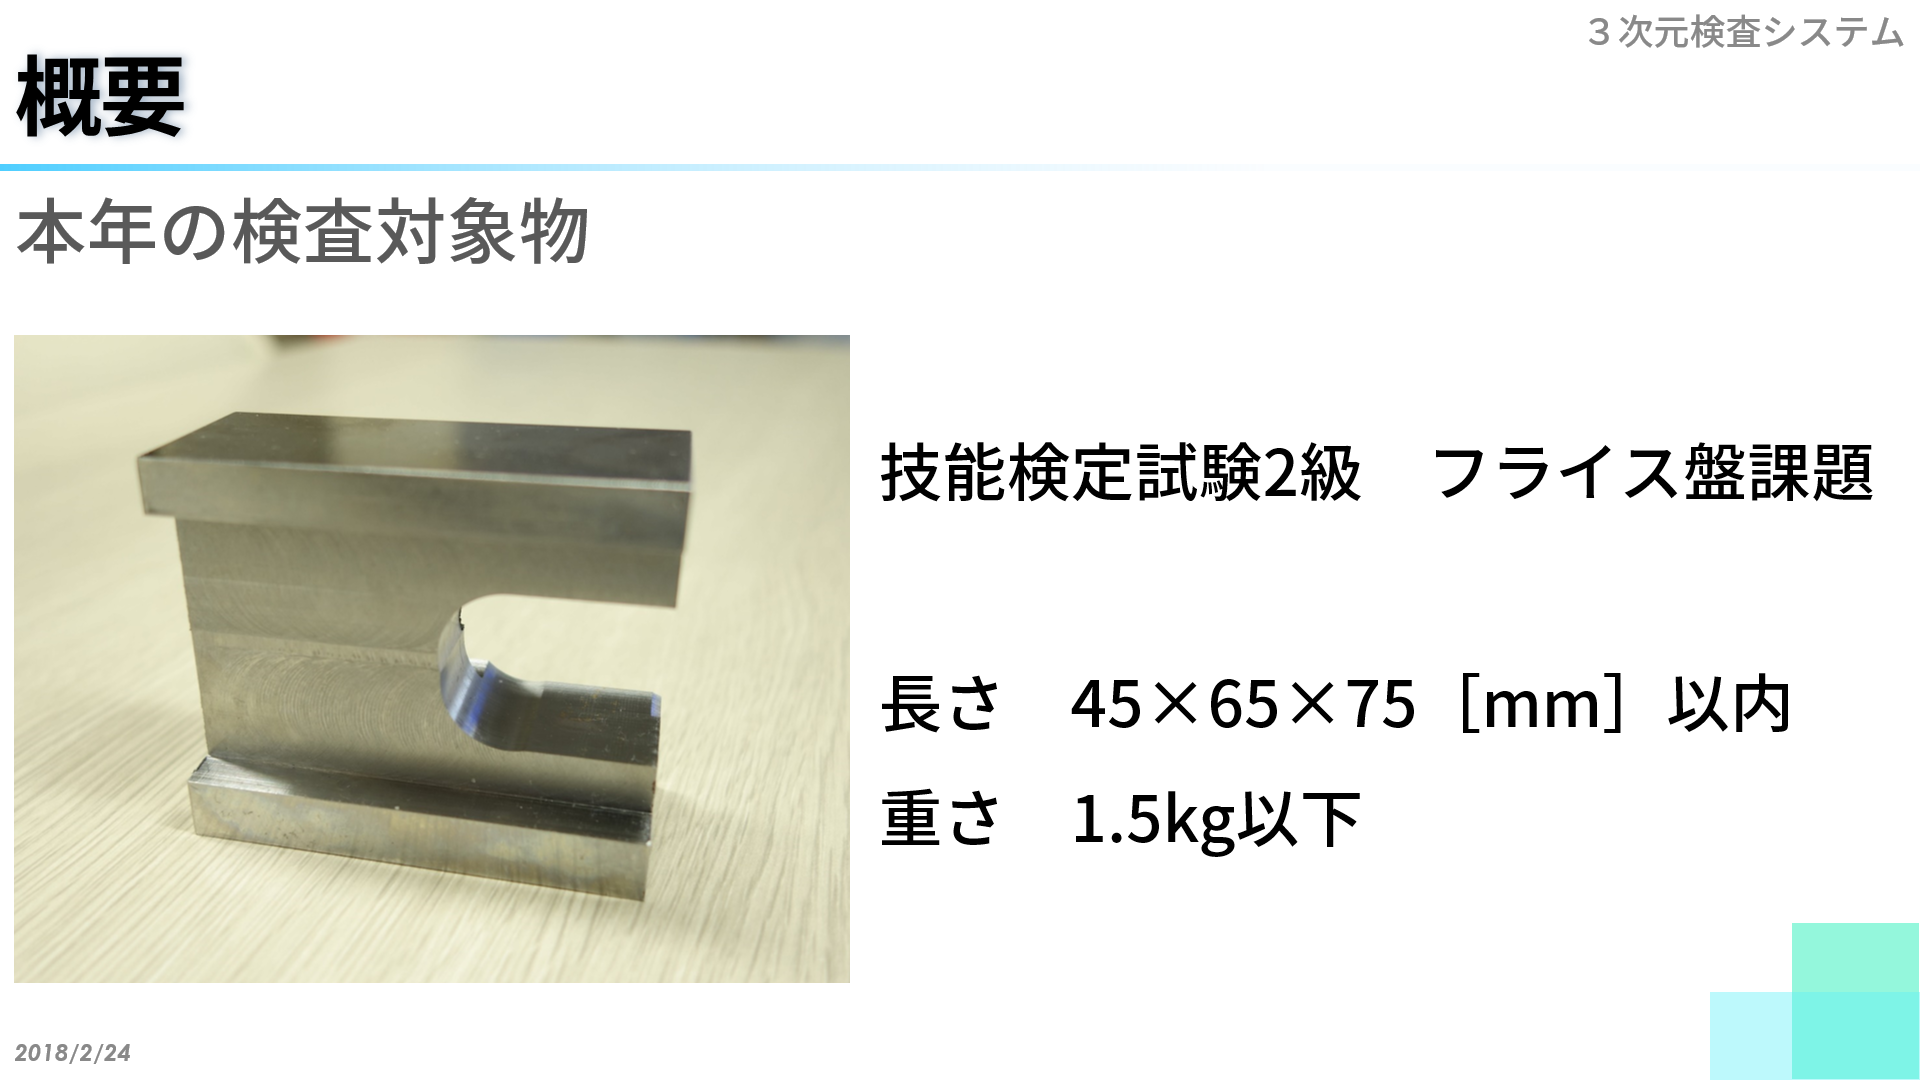 ３次元検査システム
概要
本年の検査対象物
技能検定試験2級　フライス盤課題
長さ　45×65×75［mm］以内
重さ　1.5kg以下
2018/2/24